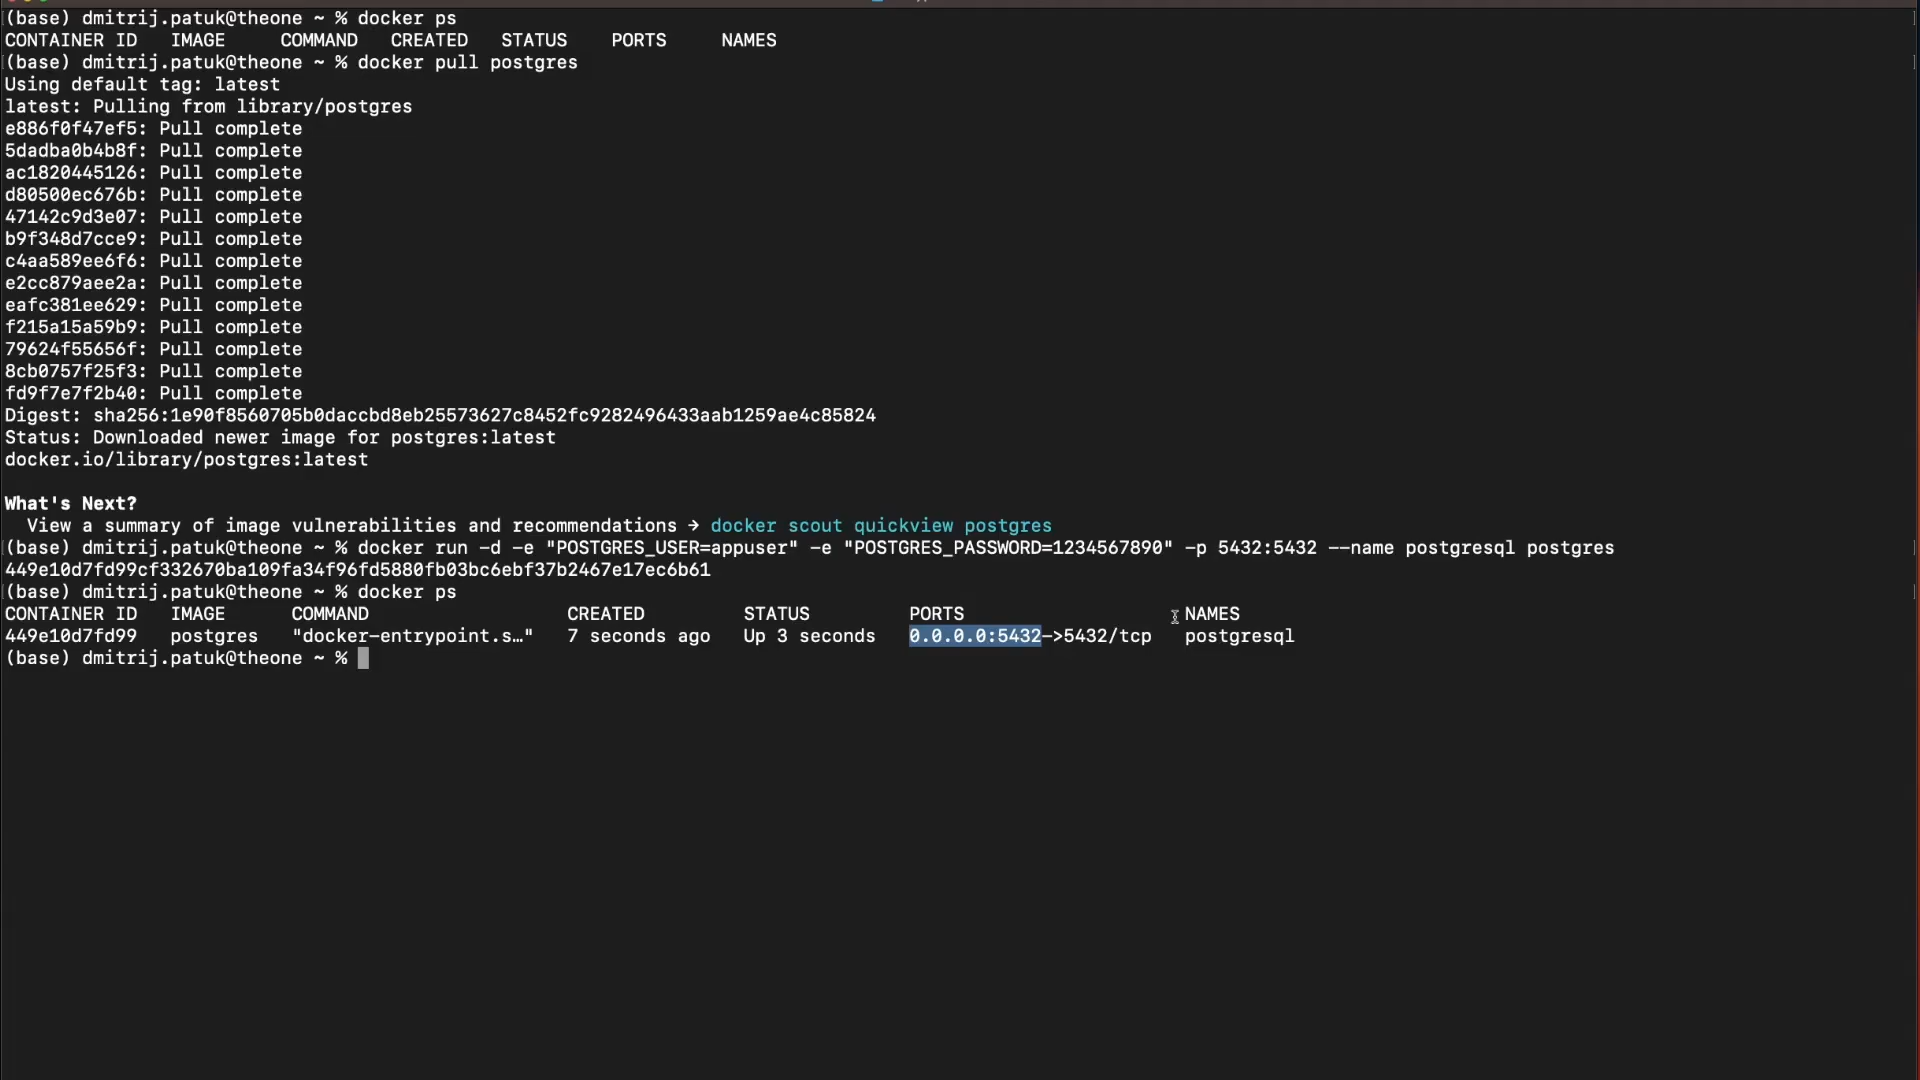 (base) dmitrij.patuk@theone ~ % docker ps
CONTAINER ID   IMAGE     COMMAND   CREATED   STATUS    PORTS     NAMES
(base) dmitrij.patuk@theone ~ % docker pull postgres
Using default tag: latest
latest: Pulling from library/postgres
e886f0f47ef5: Pull complete
5dadba0b4b8f: Pull complete
ac1820445126: Pull complete
d80500ec676b: Pull complete
47142c9d3e07: Pull complete
b9f348d7cce9: Pull complete
c4aa589ee6f6: Pull complete
e2cc879aee2a: Pull complete
eafc381ee629: Pull complete
f215a15a59b9: Pull complete
79624f55656f: Pull complete
8cb0757f25f3: Pull complete
fd9f7e7f2b40: Pull complete
Digest: sha256:1e90f8560705b0daccbd8eb25573627c8452fc9282496433aab1259ae4c85824
Status: Downloaded newer image for postgres:latest
docker.io/library/postgres:latest
What's Next?
  View a summary of image vulnerabilities and recommendations → docker scout quickview postgres
(base) dmitrij.patuk@theone ~ % docker run -d -e "POSTGRES_USER=appuser" -e "POSTGRES_PASSWORD=1234567890" -p 5432:5432 --name postgresql postgres
449e10d7fd99cf332670ba109fa34f96fd5880fb03bc6ebf37b2467e17ec6b61
(base) dmitrij.patuk@theone ~ % docker ps
CONTAINER ID   IMAGE      COMMAND                  CREATED         STATUS         PORTS                    NAMES
449e10d7fd99   postgres   "docker-entrypoint.s…"   7 seconds ago   Up 3 seconds   0.0.0.0:5432->5432/tcp   postgresql
(base) dmitrij.patuk@theone ~ %